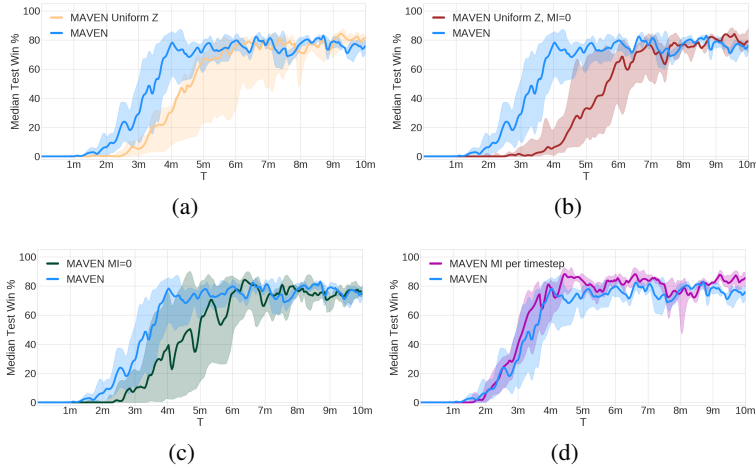 MAVEN Uniform Z
MAVEN
Median Test Win %
100
80
60
40
20
0
1m 2m 3m 4m 5m 6m 7m 8m 9m 10m
T
(a)
MAVEN Uniform Z, MI=0
MAVEN
Median Test Win %
100
80
60
40
20
0
1m 2m 3m 4m 5m 6m 7m 8m 9m 10m
T
(b)
MAVEN MI=0
MAVEN
Median Test Win %
100
80
60
40
20
0
1m 2m 3m 4m 5m 6m 7m 8m 9m 10m
T
(c)
MAVEN MI per timestep
MAVEN
Median Test Win %
100
80
60
40
20
0
1m 2m 3m 4m 5m 6m 7m 8m 9m 10m
T
(d)